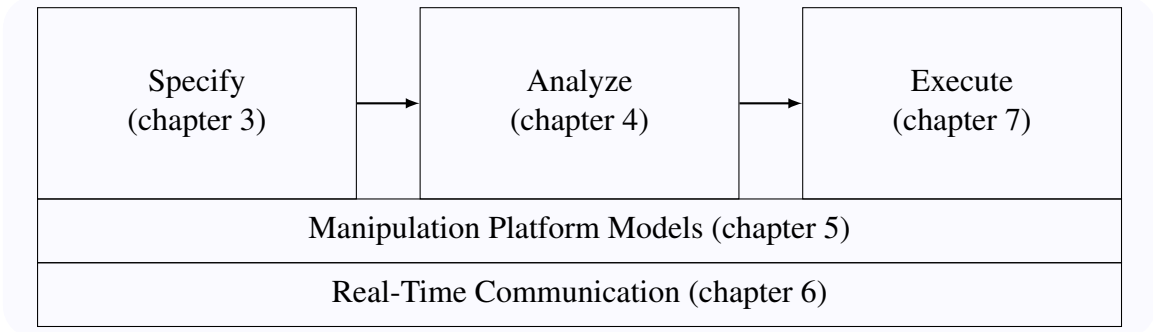 Specify
(chapter 3)
Analyze
(chapter 4)
Execute
(chapter 7)
Manipulation Platform Models (chapter 5)
Real-Time Communication (chapter 6)